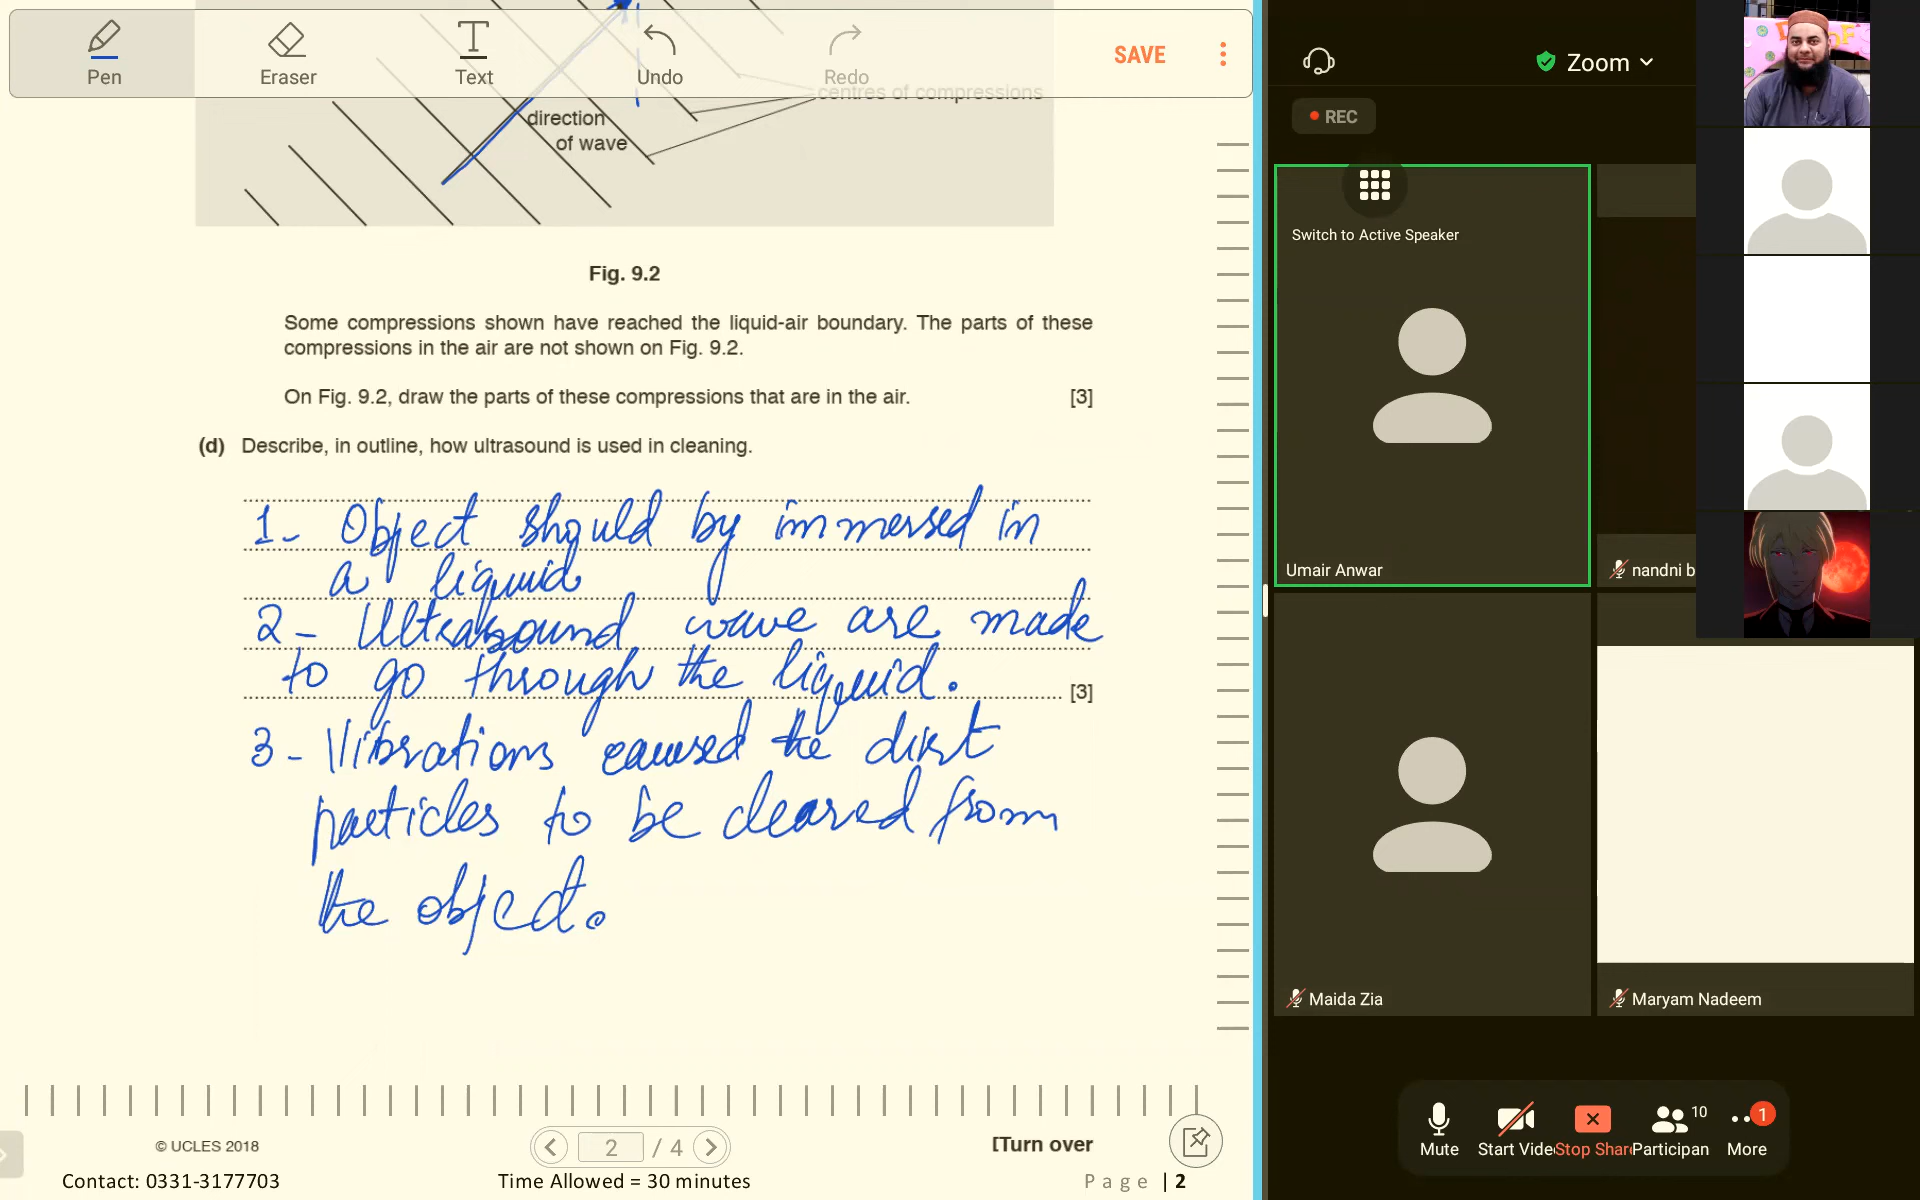 Pen
Eraser
Text
Undo
Redo
SAVE
centres of compressions
direction
of wave
Fig. 9.2
Some compressions shown have reached the liquid-air boundary. The parts of these
compressions in the air are not shown on Fig. 9.2.
On Fig. 9.2, draw the parts of these compressions that are in the air. [3]
(d) Describe, in outline, how ultrasound is used in cleaning.
1- Object should by immersed in
a liquid
2- Ultrasound wave are made
to go through the liquid.
[3]
3- Vibrations caused the dirt
particles to be cleared from
the object.
© UCLES 2018
2 / 4
[Turn over
Contact: 0331-3177703
Time Allowed = 30 minutes
Page | 2
Zoom
REC
Switch to Active Speaker
Umair Anwar
nandni b
Maida Zia
Maryam Nadeem
10
1
Mute
Start Vide
Stop Shar
Participan
More